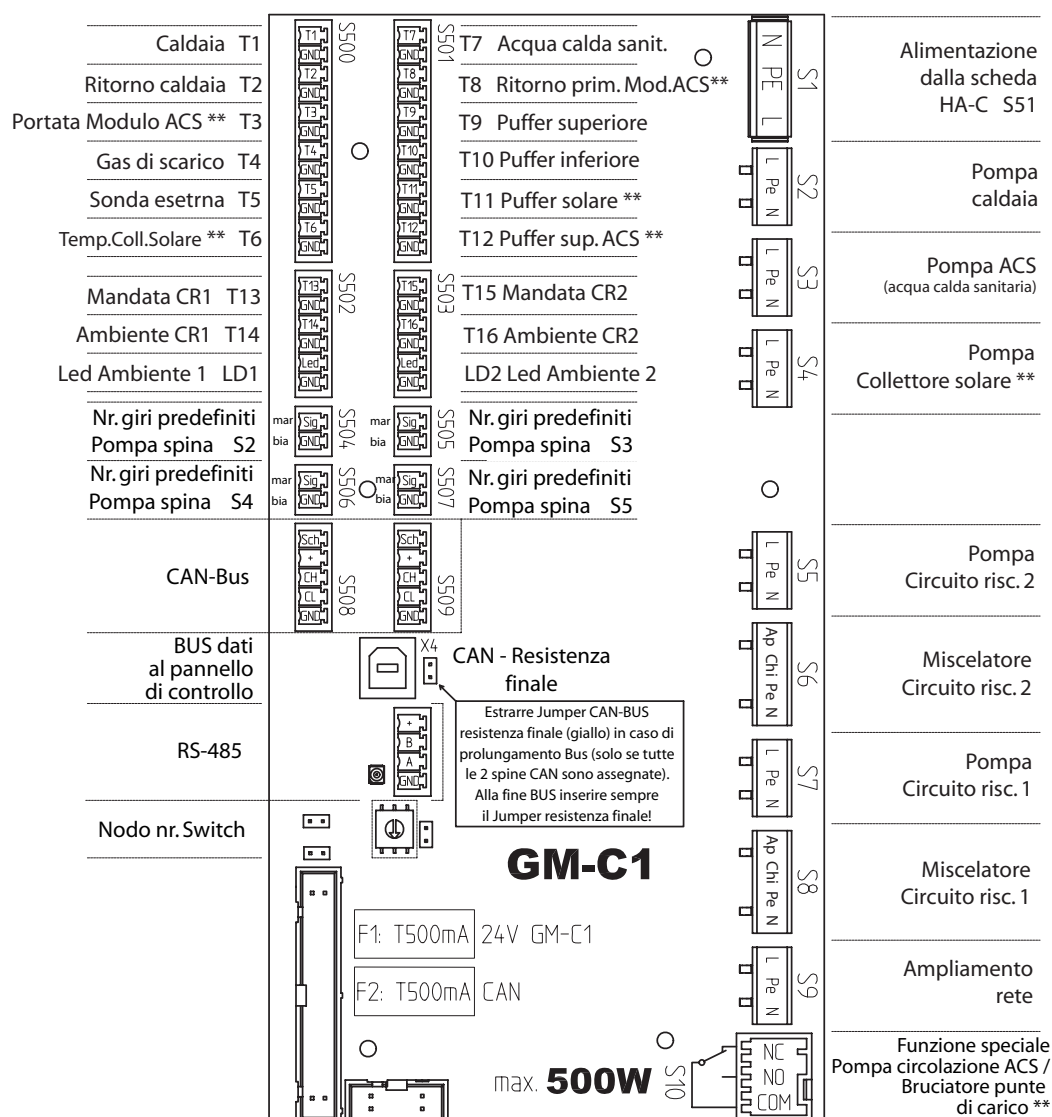 Caldaia T1
Ritorno caldaia T2
Portata Modulo ACS ** T3
Gas di scarico T4
Sonda esetrna T5
Temp.Coll.Solare ** T6
Mandata CR1 T13
Ambiente CR1 T14
Led Ambiente 1 LD1
Nr. giri predefiniti
Pompa spina S2
Nr. giri predefiniti
Pompa spina S4
CAN-Bus
BUS dati
al pannello
di controllo
RS-485
Nodo nr. Switch
T1
GND
T2
GND
T3
GND
T4
GND
T5
GND
T6
GND
S500
T7
GND
T8
GND
T9
GND
T10
GND
T11
GND
T12
GND
S501
T13
GND
T14
Led
GND
S502
T15
GND
T16
Led
GND
S503
mar Sig
bia GND
S504
mar Sig
bia GND
S505
mar Sig
bia GND
S506
mar Sig
bia GND
S507
Sch
+
CH
CL
GND
S508
Sch
+
CH
CL
GND
S509
T7 Acqua calda sanit.
T8 Ritorno prim. Mod.ACS**
T9 Puffer superiore
T10 Puffer inferiore
T11 Puffer solare **
T12 Puffer sup. ACS **
T15 Mandata CR2
T16 Ambiente CR2
LD2 Led Ambiente 2
Nr. giri predefiniti
Pompa spina S3
Nr. giri predefiniti
Pompa spina S5
X4
CAN - Resistenza
finale
Estrarre Jumper CAN-BUS
resistenza finale (giallo) in caso di
prolungamento Bus (solo se tutte
le 2 spine CAN sono assegnate).
Alla fine BUS inserire sempre
il Jumper resistenza finale!
+
B
A
GND
GM-C1
F1: T500mA 24V GM-C1
F2: T500mA CAN
max. 500W
N PE L
S1
L Pe N
S2
L Pe N
S3
L Pe N
S4
L Pe N
S5
Ap Chi Pe N
S6
L Pe N
S7
Ap Chi Pe N
S8
L Pe N
S9
S10
NC
NO
COM
Alimentazione
dalla scheda
HA-C S51
Pompa
caldaia
Pompa ACS
(acqua calda sanitaria)
Pompa
Collettore solare **
Pompa
Circuito risc. 2
Miscelatore
Circuito risc. 2
Pompa
Circuito risc. 1
Miscelatore
Circuito risc. 1
Ampliamento
rete
Funzione speciale
Pompa circolazione ACS /
Bruciatore punte
di carico **